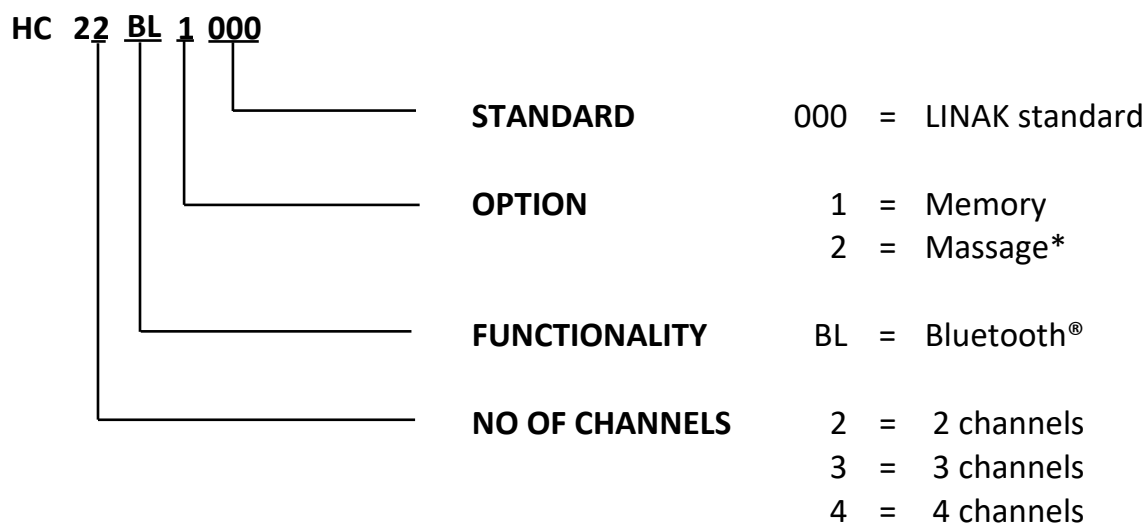 HC 22 BL 1 000
STANDARD 000 = LINAK standard
OPTION 1 = Memory
2 = Massage*
FUNCTIONALITY BL = Bluetooth®
NO OF CHANNELS 2 = 2 channels
3 = 3 channels
4 = 4 channels